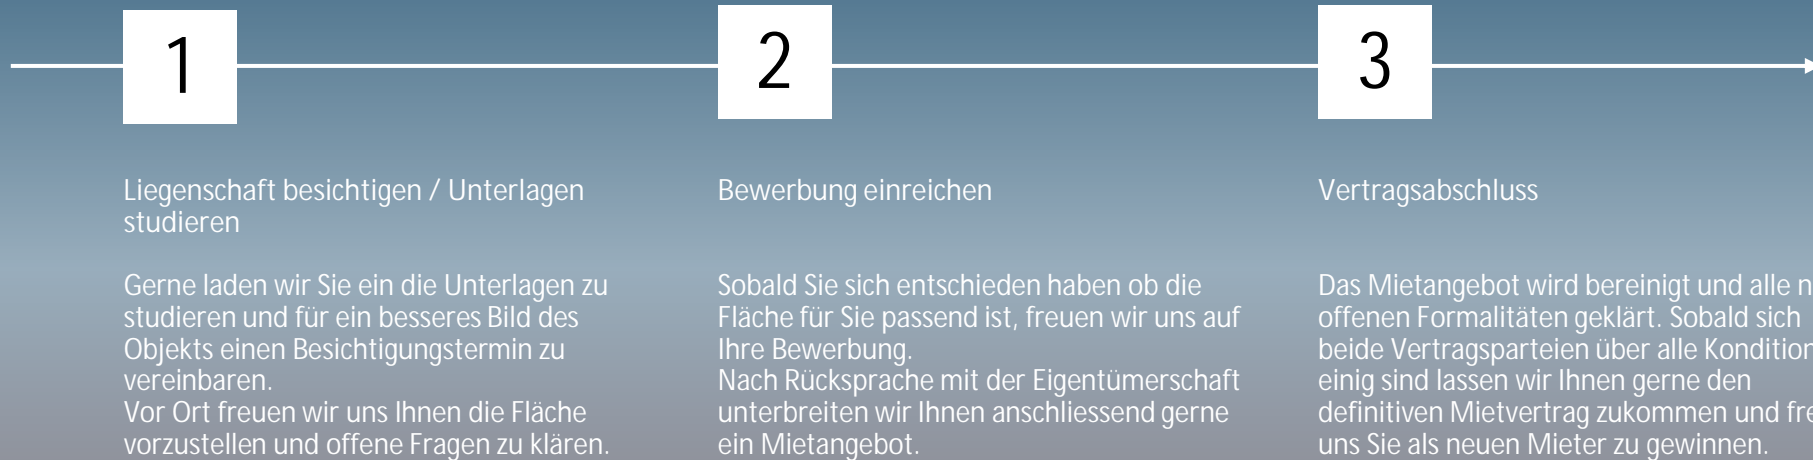 1
Liegenschaft besichtigen / Unterlagen
studieren
Gerne laden wir Sie ein die Unterlagen zu
studieren und für ein besseres Bild des
Objekts einen Besichtigungstermin zu
vereinbaren.
Vor Ort freuen wir uns Ihnen die Fläche
vorzustellen und offene Fragen zu klären.
2
Bewerbung einreichen
Sobald Sie sich entschieden haben ob die
Fläche für Sie passend ist, freuen wir uns auf
Ihre Bewerbung.
Nach Rücksprache mit der Eigentümerschaft
unterbreiten wir Ihnen anschliessend gerne
ein Mietangebot.
3
Vertragsabschluss
Das Mietangebot wird bereinigt und alle
offenen Formalitäten geklärt. Sobald sich
beide Vertragsparteien über alle
einig sind lassen wir Ihnen gerne den
definitiven Mietvertrag zukommen und
uns Sie als neuen Mieter zu gewinnen.